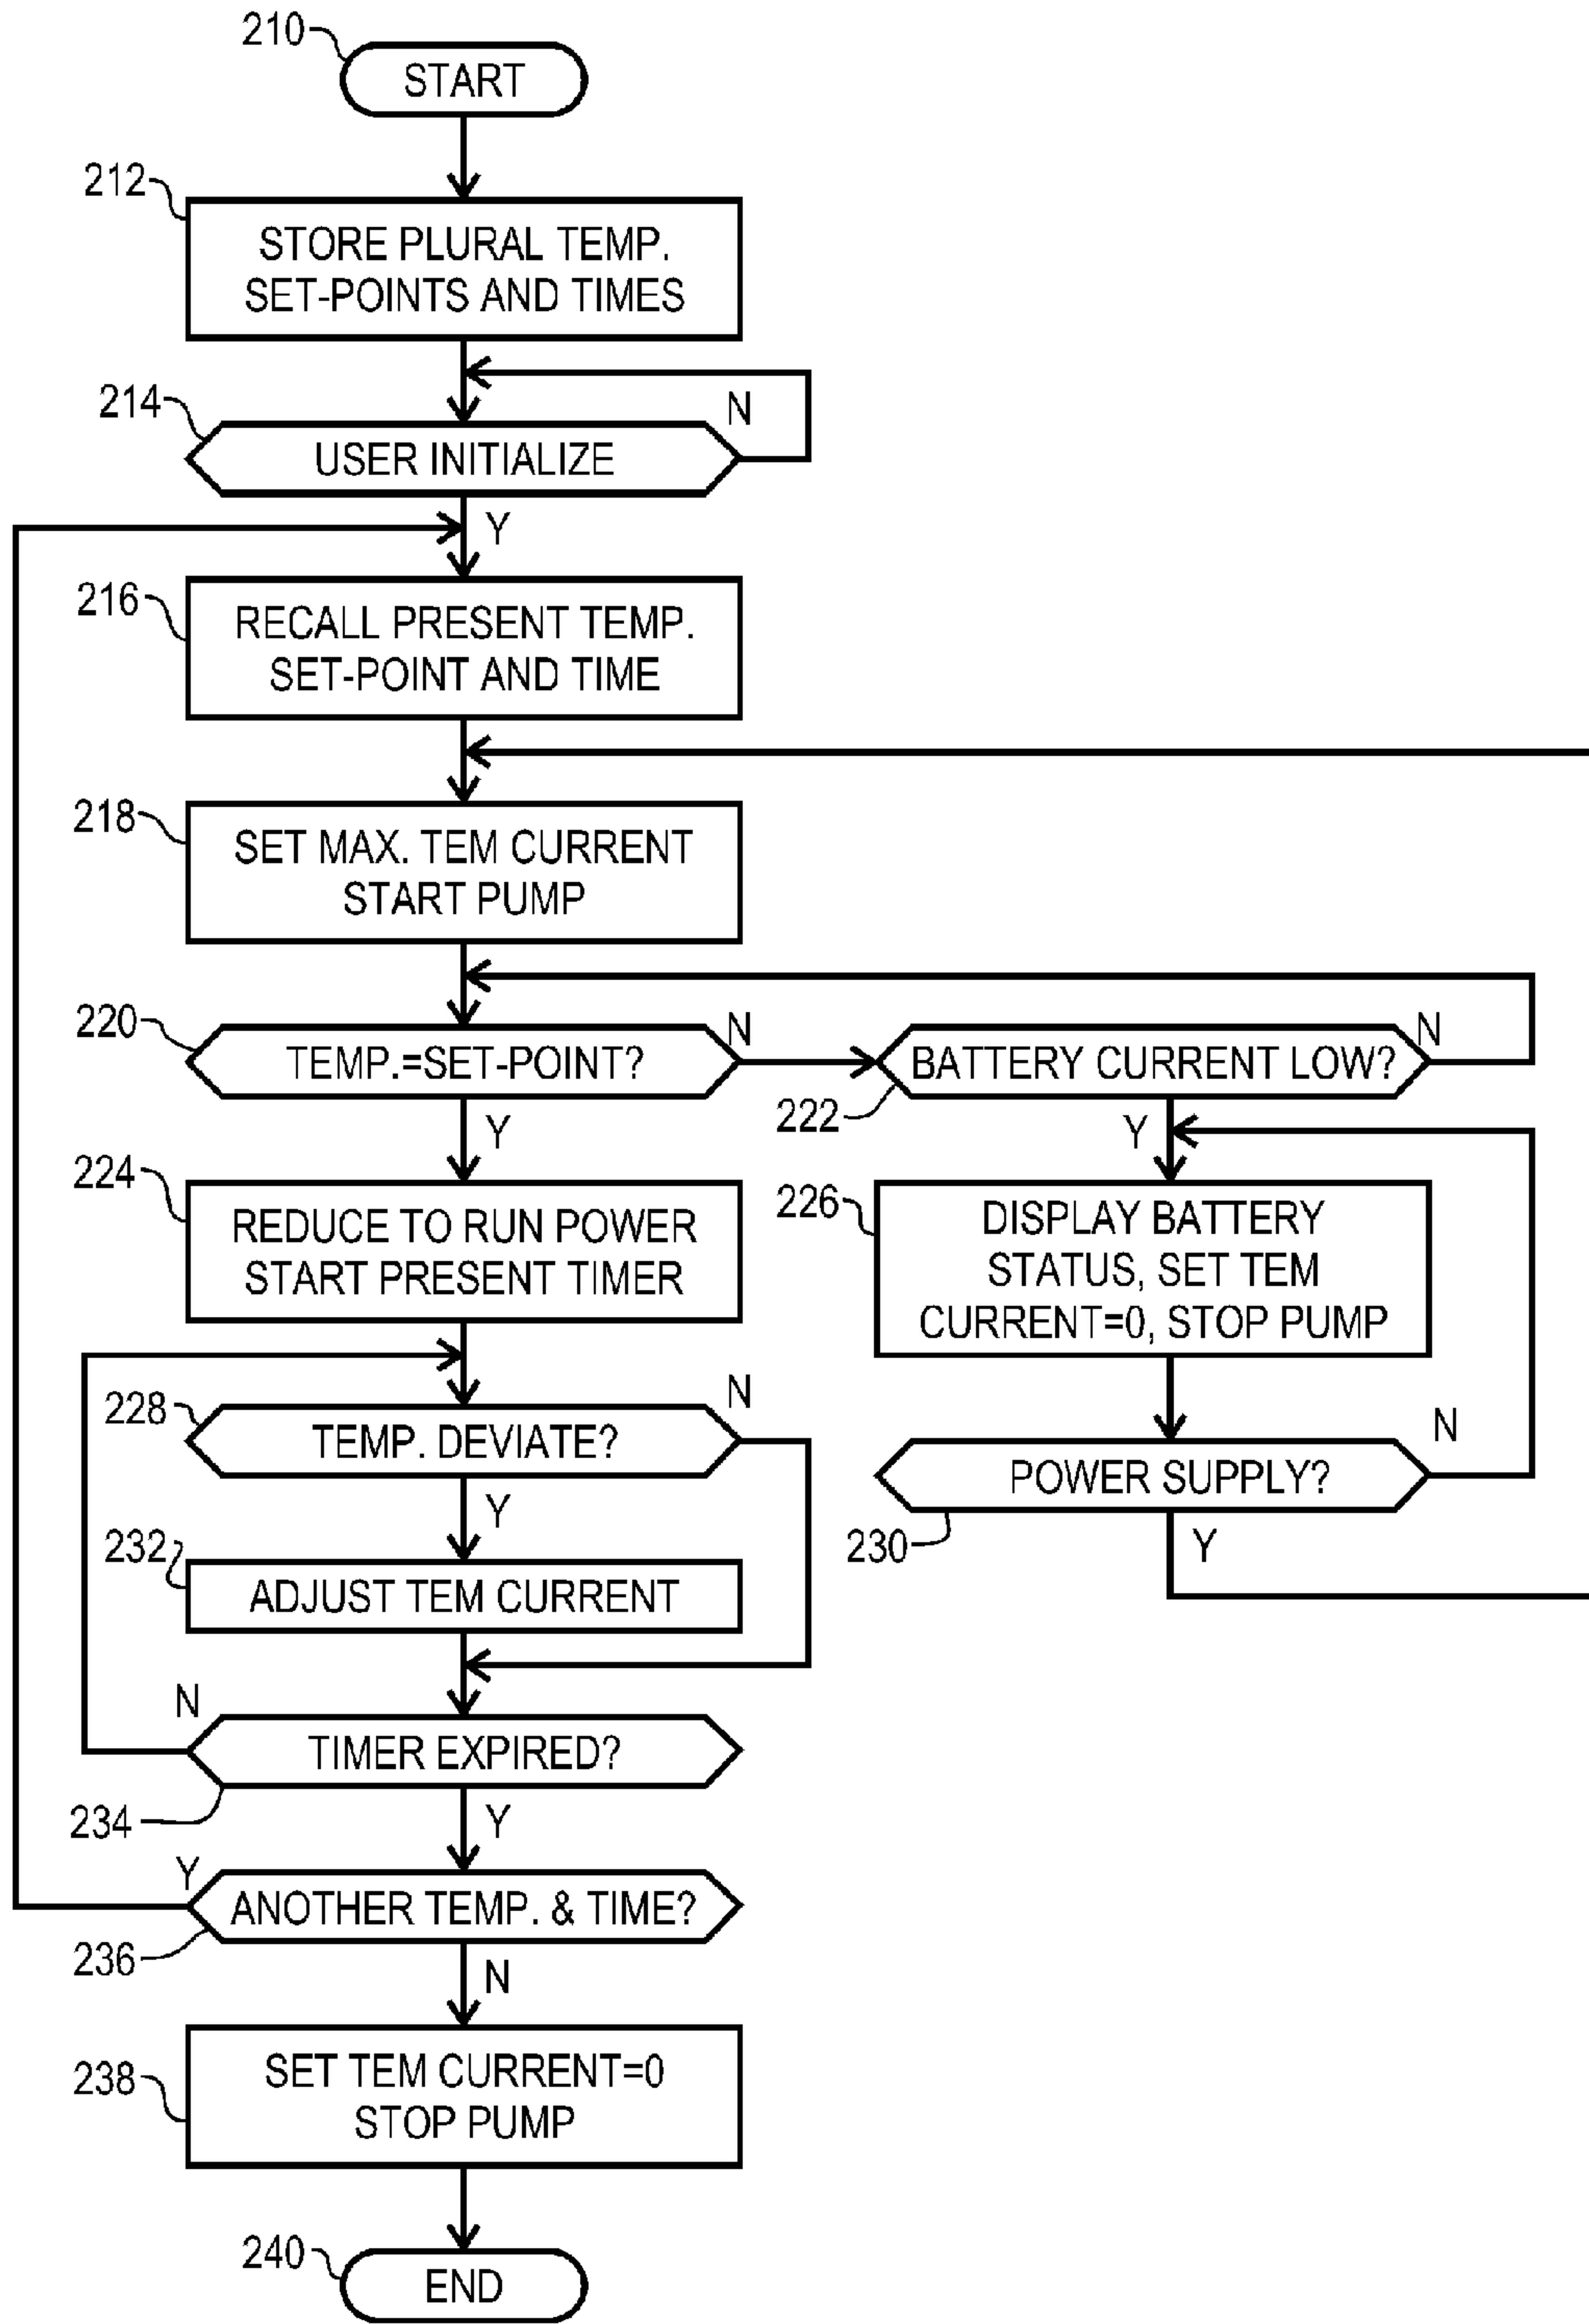 210
START
212
STORE PLURAL TEMP.
SET-POINTS AND TIMES
214
N
USER INITIALIZE
Y
216
RECALL PRESENT TEMP.
SET-POINT AND TIME
218
SET MAX. TEM CURRENT
START PUMP
220
TEMP.=SET-POINT?
N
BATTERY CURRENT LOW?
N
222
Y
Y
224
REDUCE TO RUN POWER
START PRESENT TIMER
226
DISPLAY BATTERY
STATUS, SET TEM
CURRENT=0, STOP PUMP
228
TEMP. DEVIATE?
N
Y
POWER SUPPLY?
N
230
Y
232
ADJUST TEM CURRENT
N
TIMER EXPIRED?
234
Y
Y
ANOTHER TEMP. & TIME?
236
N
238
SET TEM CURRENT=0
STOP PUMP
240
END